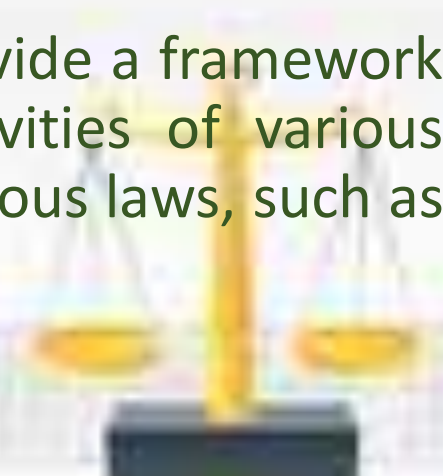 vide a framework
vities of various
ous laws, such as